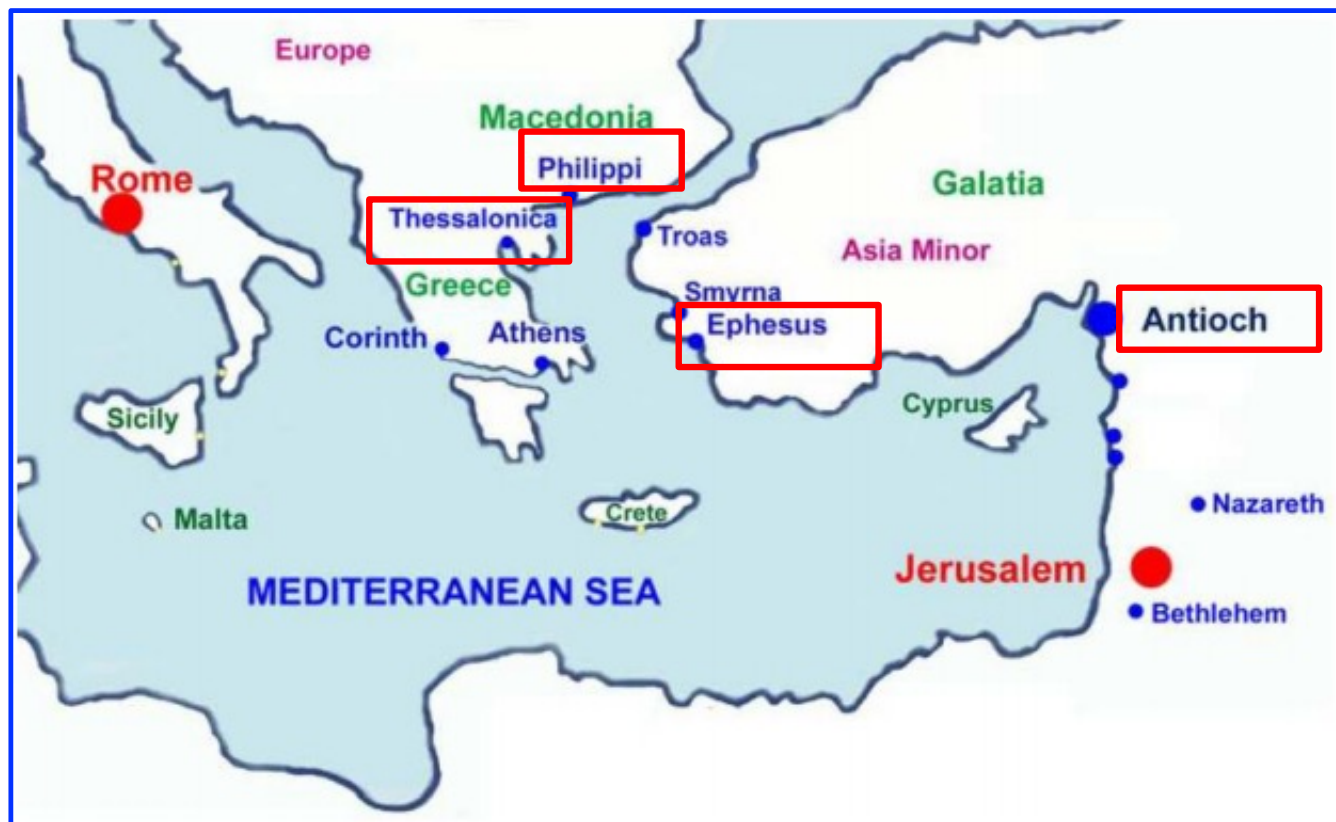 Europe
Macedonia
Philippi
Rome
Galatia
Thessalonica
Troas
Asia Minor
Greece
Smyrna
Ephesus
Antioch
Corinth
Athens
Cyprus
Sicily
Nazareth
Malta
Crete
Jerusalem
MEDITERRANEAN SEA
Bethlehem